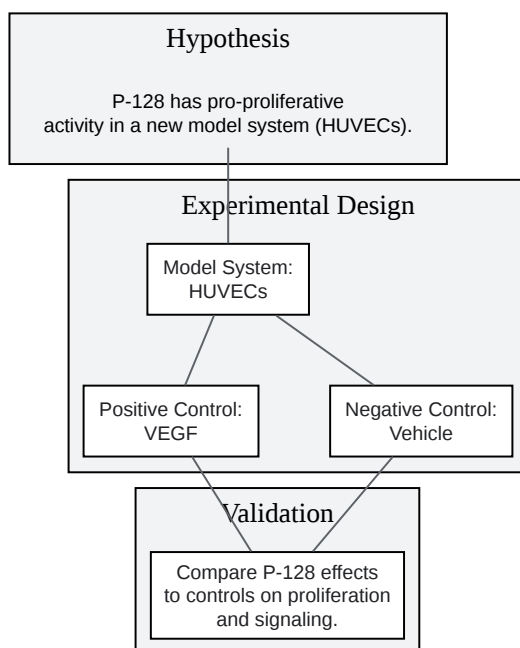 Hypothesis
P-128 has pro-proliferative
activity in a new model system (HUVECs).
Experimental Design
Model System:
HUVECs
Positive Control:
VEGF
Negative Control:
Vehicle
Validation
Compare P-128 effects
to controls on proliferation
and signaling.